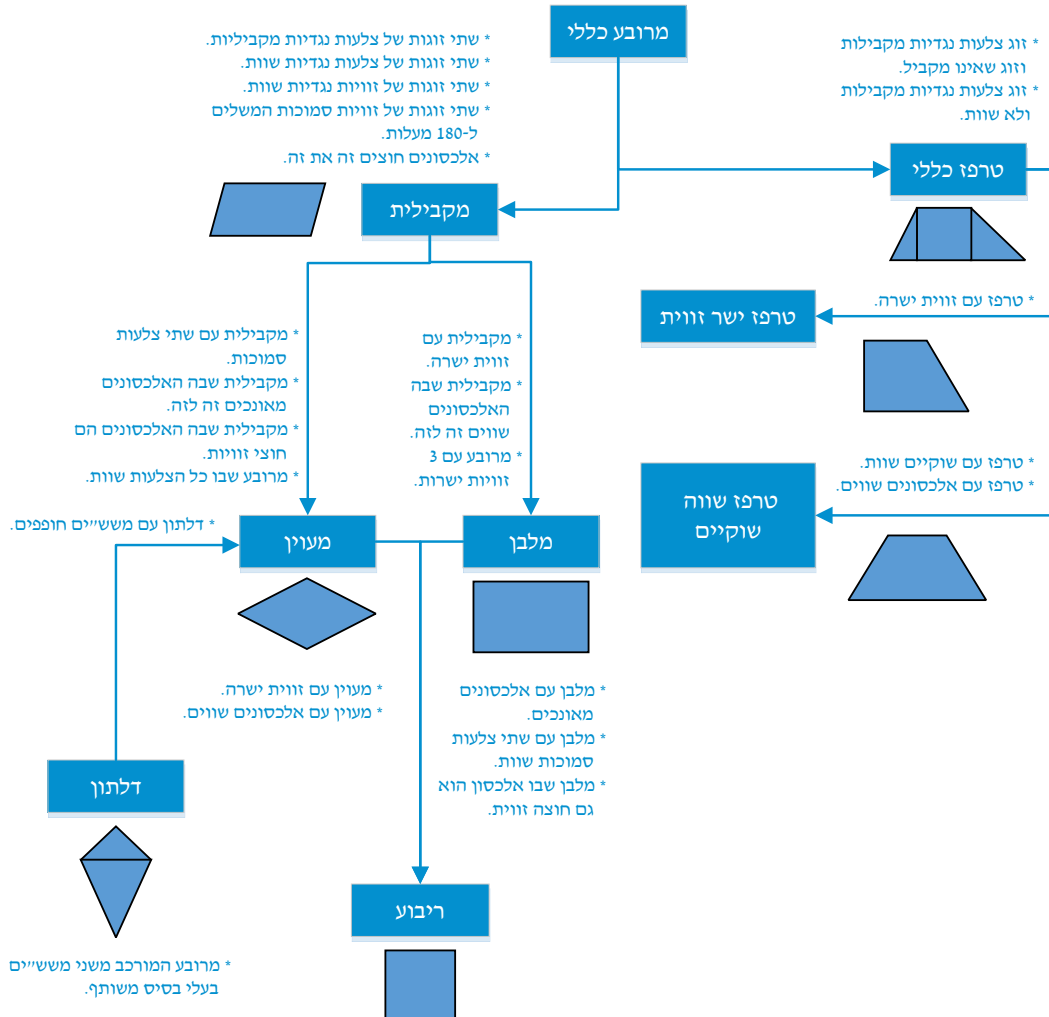 מרובע כללי
* זוג צלעות נגדיות מקבילות
וזוג שאינו מקביל.
* זוג צלעות נגדיות מקבילות
ולא שוות.
טרפז כללי
* שתי זוגות של צלעות נגדיות מקביליות.
* שתי זוגות של צלעות נגדיות שוות.
* שתי זוגות של זוויות נגדיות שוות.
* שתי זוגות של זוויות סמוכות המשלים
ל-180 מעלות.
* אלכסונים חוצים זה את זה.
מקבילית
* טרפז עם זווית ישרה.
טרפז ישר זווית
* טרפז עם שוקיים שוות.
* טרפז עם אלכסונים שווים.
טרפז שווה
שוקיים
* מקבילית עם
זווית ישרה.
* מקבילית שבה
האלכסונים
שווים זה לזה.
* מרובע עם 3
זוויות ישרות.
מלבן
* מקבילית עם שתי צלעות
סמוכות.
* מקבילית שבה האלכסונים
מאונכים זה לזה.
* מקבילית שבה האלכסונים הם
חוצי זוויות.
* מרובע שבו כל הצלעות שוות.
מעוין
* דלתון עם משש״ים חופפים.
* מלבן עם אלכסונים
מאונכים.
* מלבן עם שתי צלעות
סמוכות שוות.
* מלבן שבו אלכסון הוא
גם חוצה זווית.
* מעוין עם זווית ישרה.
* מעוין עם אלכסונים שווים.
דלתון
ריבוע
* מרובע המורכב משני משש״ים
בעלי בסיס משותף.